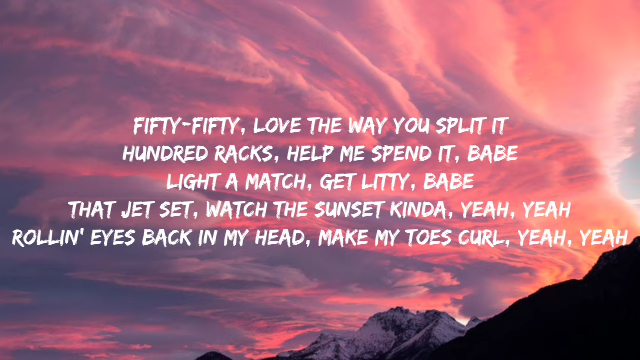 FIFTY-FIFTY, LOVE THE WAY YOU SPLIT IT
HUNDRED RACKS, HELP ME SPEND IT, BABE
LIGHT A MATCH, GET LITTY, BABE
THAT JET SET, WATCH THE SUNSET KINDA, YEAH, YEAH
ROLLIN' EYES BACK IN MY HEAD, MAKE MY TOES CURL, YEAH, YEAH